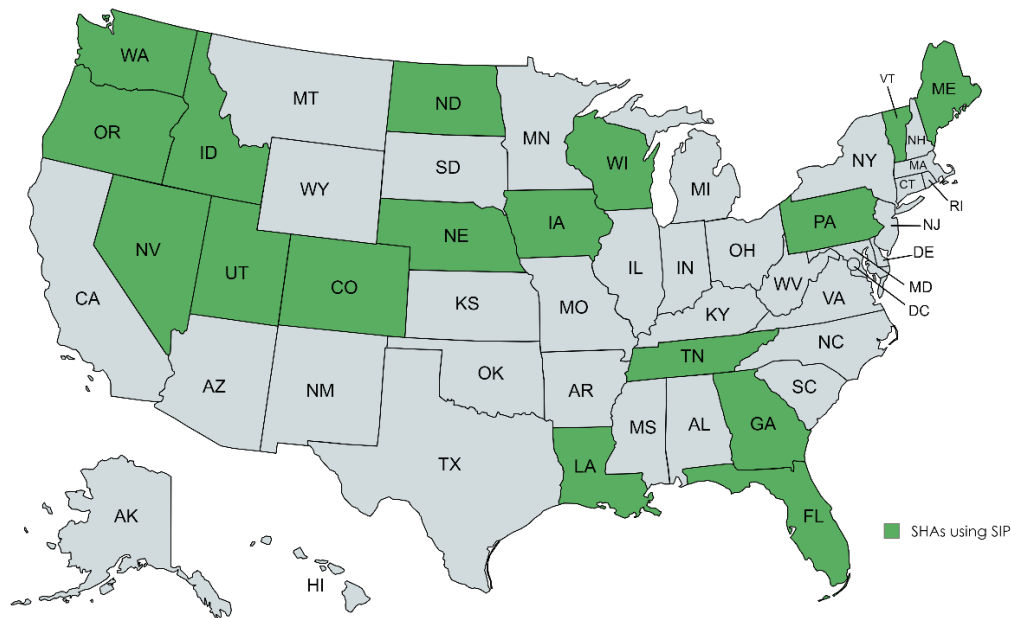 WA
MT
ND
MN
VT
ME
OR
ID
SD
WI
NH
NY
MA
WY
MI
CT
RI
NV
NE
IA
PA
NJ
UT
CO
IL
IN
OH
DE
CA
KS
MO
WV
VA
MD
KY
DC
AZ
NM
OK
AR
TN
NC
SC
TX
LA
MS
AL
GA
AK
HI
FL
SHAs using SIP